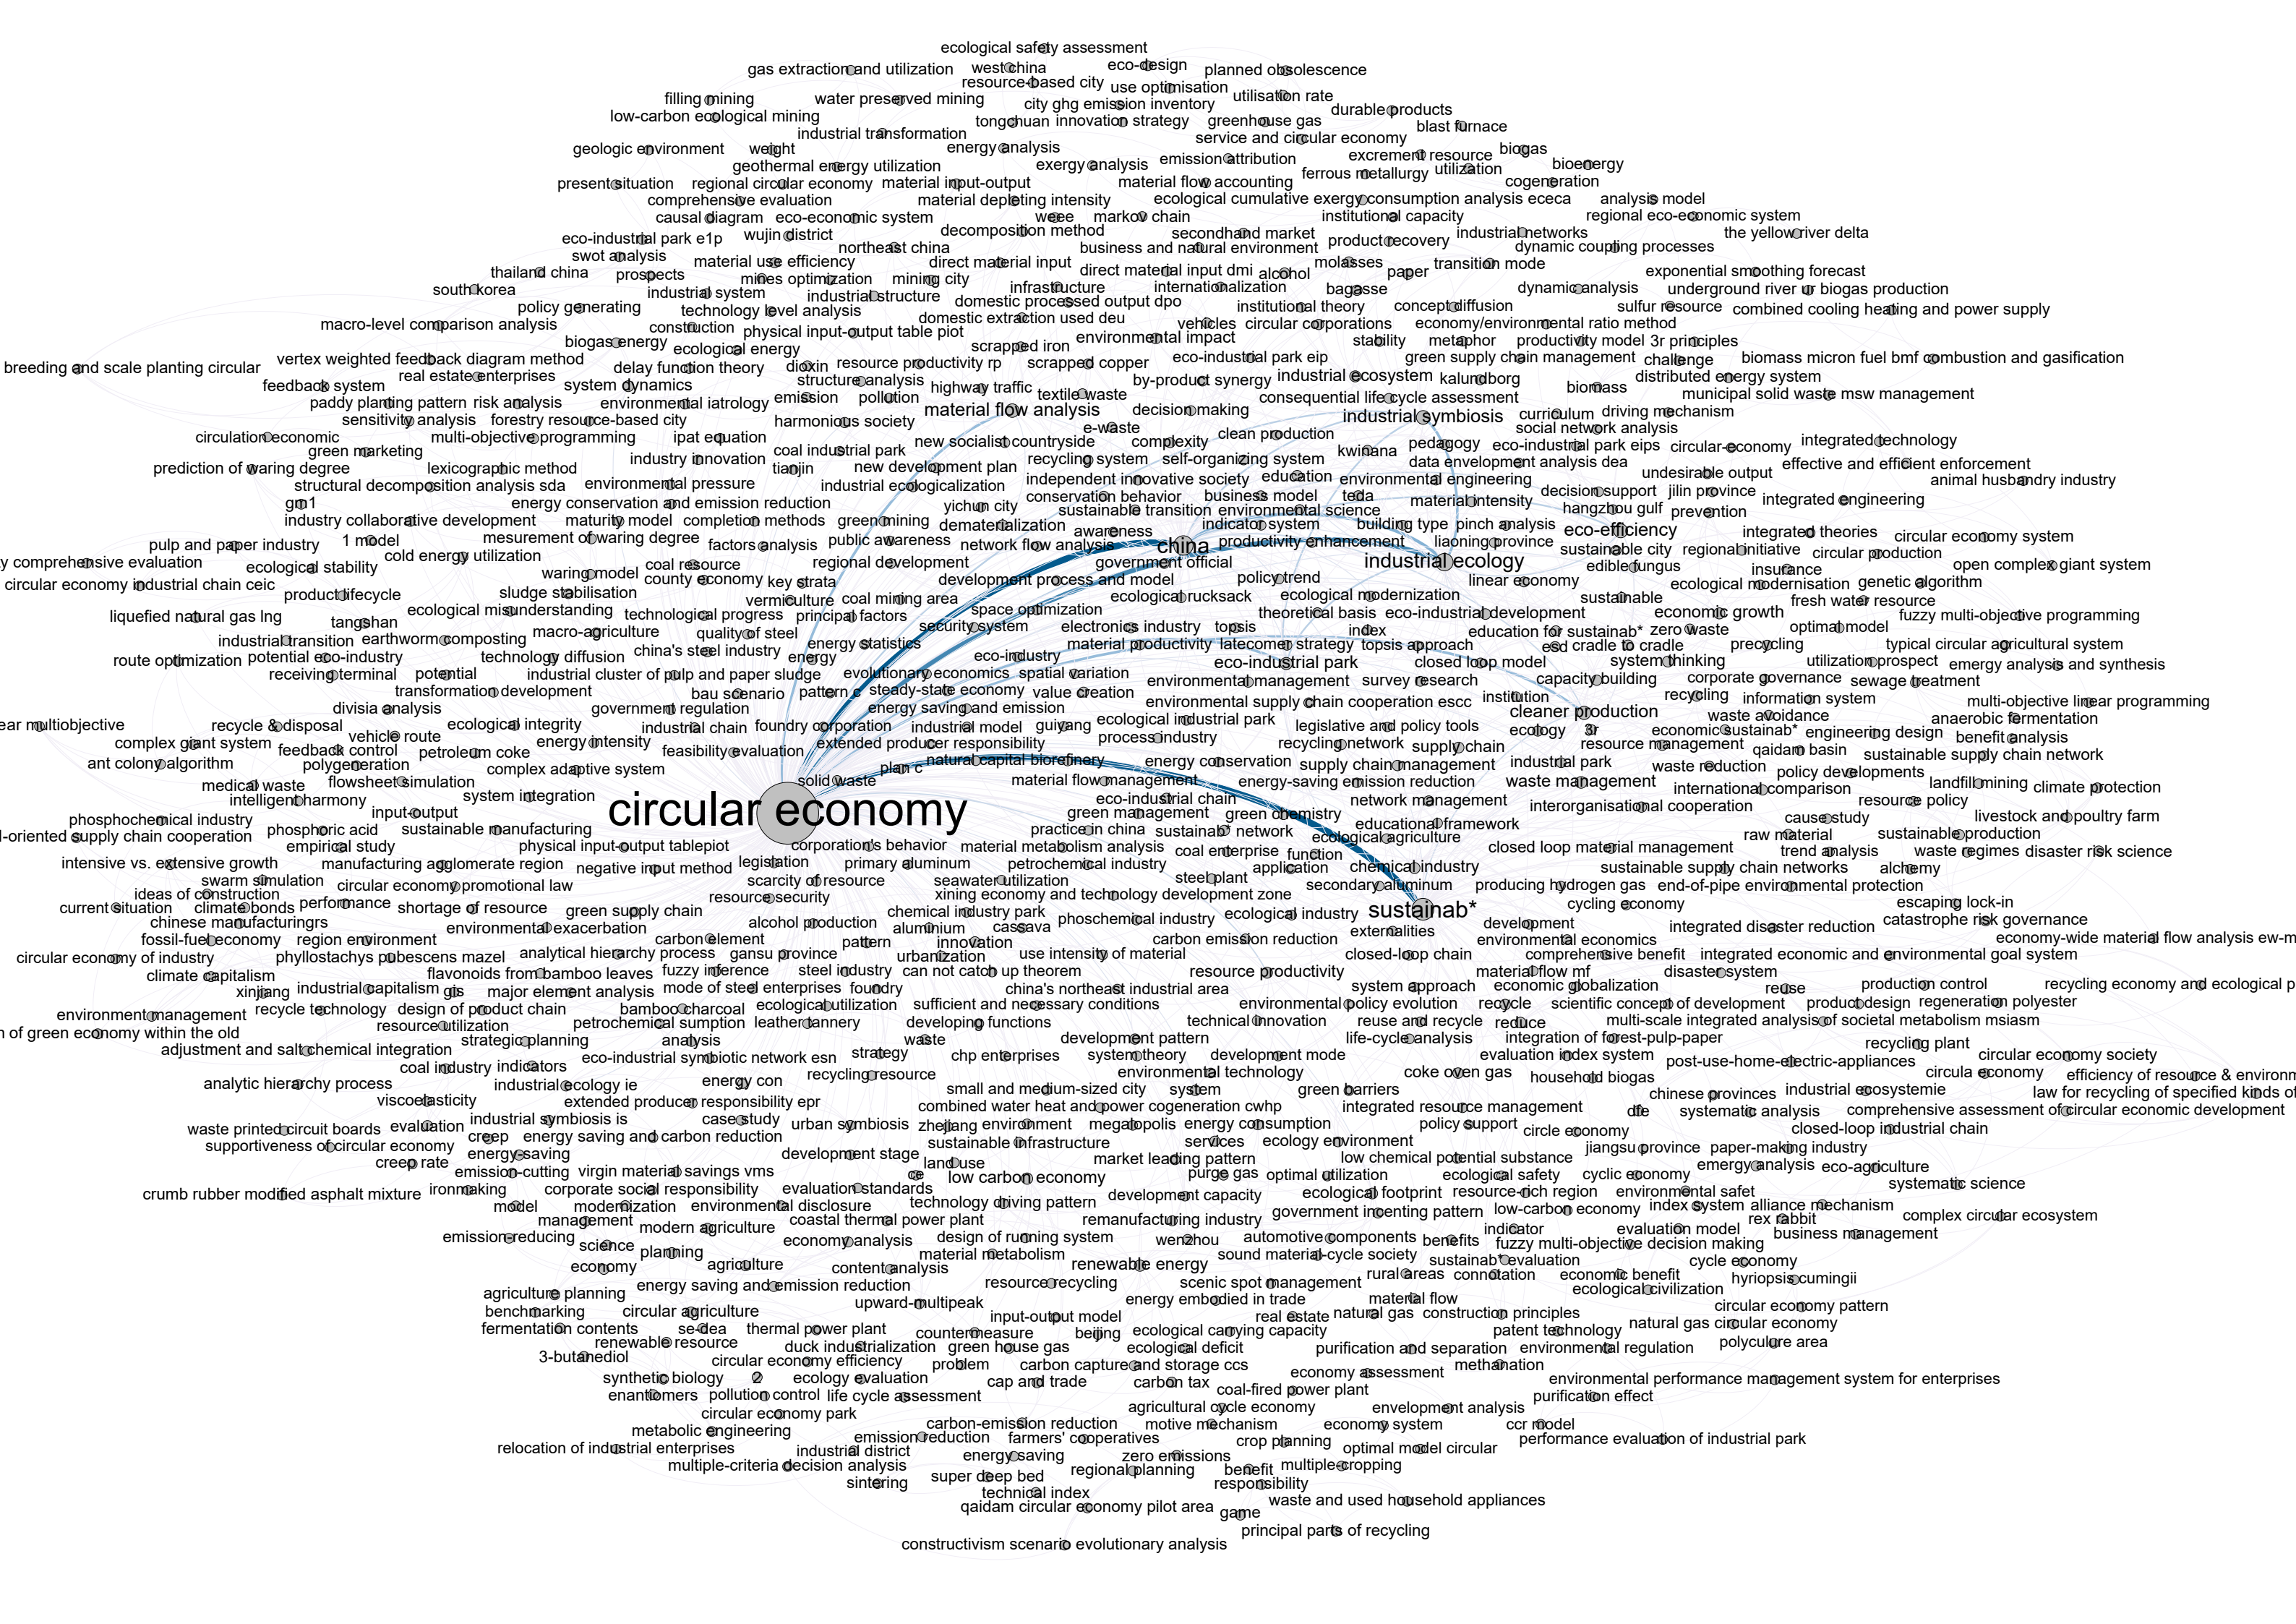 ecological safety assessment
gas extraction and utilization
west china
eco-design
planned obsolescence
resource-based city
use optimisation
filling mining
water preserved mining
city ghg emission inventory
utilisation rate
durable products
low-carbon ecological mining
tongchuan
innovation strategy
greenhouse gas
blast furnace
industrial transformation
service and circular economy
geologic environment
weight
energy analysis
biogas
geothermal energy utilization
exergy analysis
emission attribution
excrement resource
utilization
bioenergy
present situation
regional circular economy
material input-output
material flow accounting
ferrous metallurgy
cogeneration
comprehensive evaluation
material depleting intensity
ecological cumulative exergy consumption analysis ececa
analysis model
causal diagram
eco-economic system
weee
markov chain
institutional capacity
regional eco-economic system
eco-industrial park e1p
wujin district
decomposition method
secondhand market
industrial networks
the yellow river delta
northeast china
business and natural environment
product recovery
dynamic coupling processes
swot analysis
material use efficiency
direct material input
molasses
transition mode
thailand china
prospects
mines optimization
mining city
direct material input dmi
alcohol
paper
exponential smoothing forecast
south korea
industrial system
industrial structure
infrastructure
internationalization
bagasse
dynamic analysis
underground river ur biogas production
policy generating
technology level analysis
domestic processed output dpo
institutional theory
concept diffusion
sulfur resource
combined cooling heating and power supply
macro-level comparison analysis
construction
physical input-output table piot
domestic extraction used deu
vehicles
circular corporations
economy/environmental ratio method
biogas energy
ecological energy
scrapped iron
environmental impact
stability
metaphor
productivity model
3r principles
breeding and scale planting circular
vertex weighted feedback diagram method
delay function theory
dioxin
resource productivity rp
scrapped copper
eco-industrial park eip
green supply chain management
challenge
biomass micron fuel bmf combustion and gasification
real estate enterprises
feedback system
system dynamics
structure analysis
highway traffic
by-product synergy
industrial ecosystem
kalundborg
biomass
distributed energy system
paddy planting pattern
risk analysis
environmental iatrology
emission
pollution
textile waste
consequential life cycle assessment
municipal solid waste msw management
sensitivity analysis
forestry resource-based city
harmonious society
material flow analysis
decision making
industrial symbiosis
curriculum
driving mechanism
circulation economic
multi-objective programming
ipat equation
e-waste
clean production
social network analysis
green marketing
coal industrial park
new socialist countryside
complexity
pedagogy
eco-industrial park eips
circular-economy
integrated technology
prediction of waring degree
lexicographic method
industry innovation
tianjin
new development plan
recycling system
self-organizing system
kwinana
data envelopment analysis dea
undesirable output
effective and efficient enforcement
structural decomposition analysis sda
environmental pressure
industrial ecologicalization
independent innovative society
education
environmental engineering
animal husbandry industry
gm1
energy conservation and emission reduction
yichun city
conservation behavior
business model
teda
material intensity
decision support
jilin province
integrated engineering
industry collaborative development
maturity model
completion methods
green mining
dematerialization
sustainable transition
environmental science
hangzhou gulf
prevention
pulp and paper industry
1 model
mesurement of waring degree
factors analysis
public awareness
network flow analysis
awareness
china
indicator system
building type
pinch analysis
eco-efficiency
integrated theories
circular economy system
y comprehensive evaluation
cold energy utilization
regional development
government official
productivity enhancement
liaoning province
sustainable city
regional initiative
circular production
ecological stability
waring model
coal resource
industrial ecology
edible fungus
insurance
open complex giant system
circular economy industrial chain ceic
county economy
key strata
development process and model
policy trend
linear economy
ecological modernisation
genetic algorithm
product lifecycle
sludge stabilisation
vermiculture
coal mining area
ecological rucksack
ecological modernization
sustainable
fresh water resource
liquefied natural gas lng
tangshan
ecological misunderstanding
technological progress
principal factors
space optimization
theoretical basis
eco-industrial development
economic growth
fuzzy multi-objective programming
industrial transition
earthworm composting
macro-agriculture
quality of steel
security system
electronics industry
topsis
index
education for sustainab*
zero waste
optimal model
route optimization
potential eco-industry
technology diffusion
china's steel industry
energy statistics
material productivity
latecomer strategy
topsis approach
esd
cradle to cradle
precycling
typical circular agricultural system
receiving terminal
potential
industrial cluster of pulp and paper sludge
energy
eco-industry
eco-industrial park
closed loop model
system thinking
utilization prospect
emergy analysis and synthesis
transformation development
bau scenario
pattern c
evolutionary economics
spatial variation
environmental management
survey research
capacity building
corporate governance
sewage treatment
divisia analysis
government regulation
steady-state economy
value creation
environmental supply chain cooperation escc
institution
recycling
information system
multi-objective linear programming
ear multiobjective
recycle & disposal
ecological integrity
industrial chain
foundry corporation
energy saving and emission
industrial model
guiyang
ecological industrial park
legislative and policy tools
cleaner production
waste avoidance
anaerobic fermentation
complex giant system
vehicle route
energy intensity
feasibility evaluation
extended producer responsibility
process industry
recycling network
supply chain
ecology
3r
economic sustainab*
engineering design
benefit analysis
feedback control
petroleum coke
resource management
qaidam basin
sustainable supply chain network
ant colony algorithm
polygeneration
complex adaptive system
plan c
natural capital
biorefinery
energy conservation
supply chain management
industrial park
waste reduction
policy developments
medical waste
flowsheet simulation
solid waste
material flow management
energy-saving emission reduction
waste management
international comparison
landfill mining
climate protection
intelligent harmony
system integration
circular economy
eco-industrial chain
network management
interorganisational cooperation
resource policy
phosphochemical industry
input-output
green management
green chemistry
cause study
livestock and poultry farm
l-oriented supply chain cooperation
phosphoric acid
sustainable manufacturing
practice in china
sustainab* network
educational framework
ecological agriculture
raw material
sustainable production
empirical study
physical input-output tablepiot
corporation's behavior
material metabolism analysis
coal enterprise
function
closed loop material management
trend analysis
waste regimes
disaster risk science
intensive vs. extensive growth
manufacturing agglomerate region
negative input method
legislation
primary aluminum
petrochemical industry
application
chemical industry
sustainable supply chain networks
alchemy
swarm simulation
circular economy promotional law
scarcity of resource
seawater utilization
steel plant
secondary aluminum
producing hydrogen gas
end-of-pipe environmental protection
ideas of construction
performance
resource security
xining economy and technology development zone
cycling economy
escaping lock-in
current situation
climate bonds
shortage of resource
green supply chain
chemical industry park
phoschemical industry
ecological industry
sustainab*
catastrophe risk governance
chinese manufacturingrs
environmental exacerbation
alcohol production
aluminium
cassava
externalities
development
integrated disaster reduction
fossil-fuel economy
region environment
carbon element
pattern
innovation
carbon emission reduction
environmental economics
economy-wide material flow analysis ew-m
circular economy of industry
phyllostachys pubescens mazel
analytical hierarchy process
gansu province
urbanization
use intensity of material
closed-loop chain
comprehensive benefit
integrated economic and environmental goal system
climate capitalism
flavonoids from bamboo leaves
fuzzy inference
steel industry
can not catch up theorem
resource productivity
material flow mf
disaster system
xinjiang
industrial capitalism
gis
major element analysis
mode of steel enterprises
foundry
china's northeast industrial area
system approach
economic globalization
reuse
production control
recycling economy and ecological p
environment management
recycle technology
design of product chain
bamboo charcoal
ecological utilization
sufficient and necessary conditions
environmental policy evolution
recycle
scientific concept of development
product design
regeneration polyester
n of green economy within the old
resource utilization
petrochemical sumption
leather tannery
developing functions
technical innovation
reuse and recycle
reduce
multi-scale integrated analysis of societal metabolism msiasm
adjustment and salt chemical integration
strategic planning
analysis
waste
development pattern
life-cycle analysis
integration of forest-pulp-paper
recycling plant
coal industry
indicators
eco-industrial symbiotic network esn
strategy
chp enterprises
system theory
development mode
evaluation index system
post-use-home-electric-appliances
circular economy society
analytic hierarchy process
industrial ecology ie
energy con
recycling resource
environmental technology
coke oven gas
household biogas
circula economy
efficiency of resource & environm
viscoelasticity
extended producer responsibility epr
small and medium-sized city
system
green barriers
chinese provinces
industrial ecosystemie
law for recycling of specified kinds of
industrial symbiosis is
case study
combined water heat and power cogeneration cwhp
integrated resource management
dfe
systematic analysis
comprehensive assessment of circular economic development
waste printed circuit boards
evaluation
creep
energy saving and carbon reduction
urban symbiosis
zhejiang environment
megalopolis
energy consumption
policy support
circle economy
closed-loop industrial chain
supportiveness of circular economy
energy-saving
sustainable infrastructure
services
ecology environment
jiangsu province
paper-making industry
creep rate
emission-cutting
virgin material savings vms
development stage
land use
market leading pattern
low chemical potential substance
emergy analysis
eco-agriculture
crumb rubber modified asphalt mixture
ironmaking
corporate social responsibility
evaluation standards
ce
low carbon economy
purge gas
optimal utilization
ecological safety
cyclic economy
systematic science
model
modernization
environmental disclosure
technology driving pattern
development capacity
ecological footprint
resource-rich region
environmental safet
management
modern agriculture
coastal thermal power plant
remanufacturing industry
government incenting pattern
low-carbon economy
index system
alliance mechanism
complex circular ecosystem
emission-reducing
science
planning
economy analysis
design of running system
wenzhou
automotive components
benefits
indicator
evaluation model
rex rabbit
business management
economy
agriculture
content analysis
material metabolism
renewable energy
sound material-cycle society
sustainab* evaluation
fuzzy multi-objective decision making
cycle economy
agriculture planning
energy saving and emission reduction
resource recycling
scenic spot management
rural areas
connotation
economic benefit
hyriopsis cumingii
benchmarking
circular agriculture
upward-multipeak
energy embodied in trade
material flow
ecological civilization
circular economy pattern
fermentation contents
se-dea
thermal power plant
input-output model
real estate
natural gas
construction principles
natural gas circular economy
renewable resource
countermeasure
beijing
ecological carrying capacity
patent technology
polyculure area
3-butanediol
duck industrialization
green house gas
ecological deficit
purification and separation
environmental regulation
circular economy efficiency
problem
carbon capture and storage ccs
economy assessment
methanation
synthetic biology
2
ecology evaluation
cap and trade
carbon tax
environmental performance management system for enterprises
enantiomers
pollution control
life cycle assessment
coal-fired power plant
purification effect
circular economy park
agricultural cycle economy
envelopment analysis
metabolic engineering
carbon-emission reduction
motive mechanism
economy system
ccr model
relocation of industrial enterprises
emission reduction
farmers' cooperatives
crop planning
optimal model circular
performance evaluation of industrial park
industrial district
energy saving
zero emissions
multiple-criteria decision analysis
regional planning
benefit
multiple-cropping
sintering
super deep bed
responsibility
technical index
waste and used household appliances
qaidam circular economy pilot area
game
principal parts of recycling
constructivism scenario evolutionary analysis